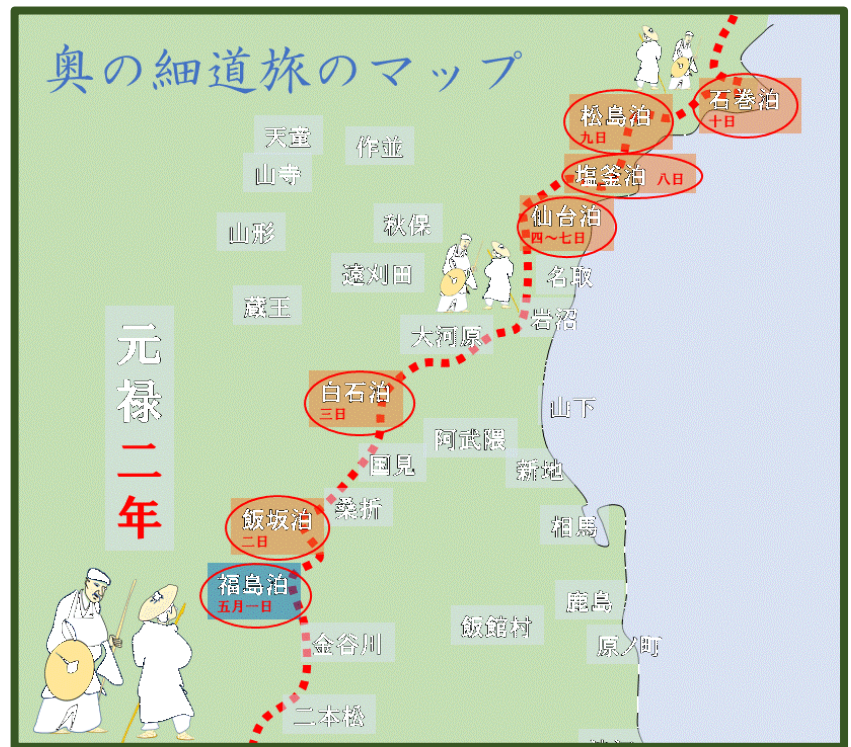 奥の細道旅のマップ
石巻泊
十日
松島泊
九日
天童
作並
塩釜泊 八日
山寺
仙台泊
四〜七日
山形
秋保
遠刈田
名取
蔵王
岩沼
大河原
元禄二年
白石泊
三日
山下
阿武隈
国見
新地
桑折
飯坂泊
二日
相馬
福島泊
五月一日
鹿島
飯館村
金谷川
原ノ町
二本松